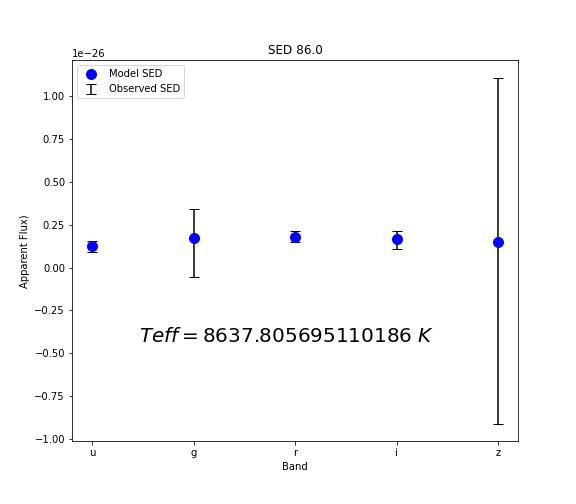 SED 86.0
1e−26
Model SED
Observed SED
1.00
0.75
0.50
0.25
0.00
−0.25
−0.50
−0.75
−1.00
Apparent Flux)
Teff = 8637.805695110186 K
u g r i z
Band